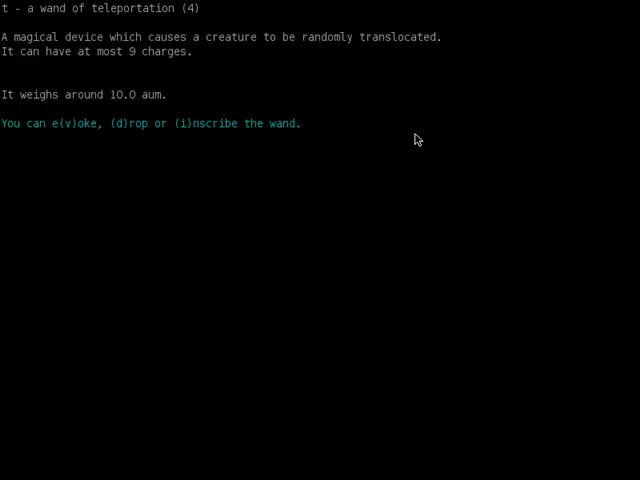 t - a wand of teleportation (4)
A magical device which causes a creature to be randomly translocated.
It can have at most 9 charges.
It weighs around 10.0 aum.
You can e(v)oke, (d)rop or (i)nscribe the wand.